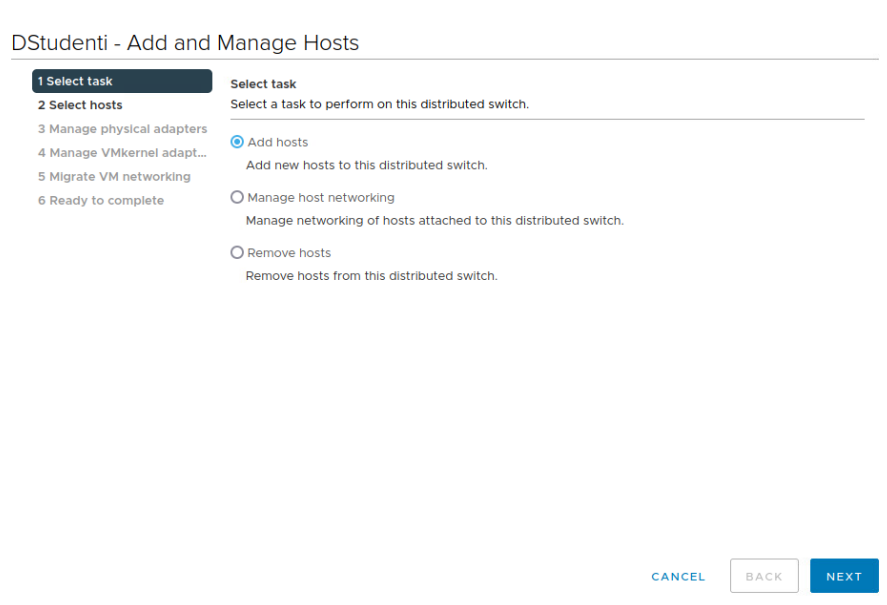 DStudenti - Add and Manage Hosts
1 Select task
2 Select hosts
3 Manage physical adapters
4 Manage VMkernel adapt...
5 Migrate VM networking
6 Ready to complete
Select task
Select a task to perform on this distributed switch.
Add hosts
Add new hosts to this distributed switch.
Manage host networking
Manage networking of hosts attached to this distributed switch.
Remove hosts
Remove hosts from this distributed switch.
CANCEL
BACK
NEXT